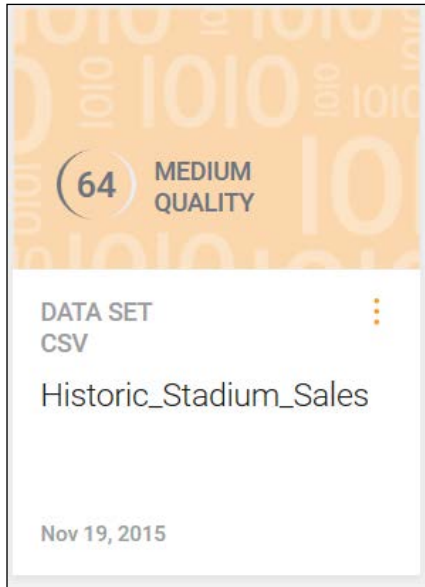 64
MEDIUM
QUALITY
DATA SET
CSV
Historic_Stadium_Sales
Nov 19, 2015